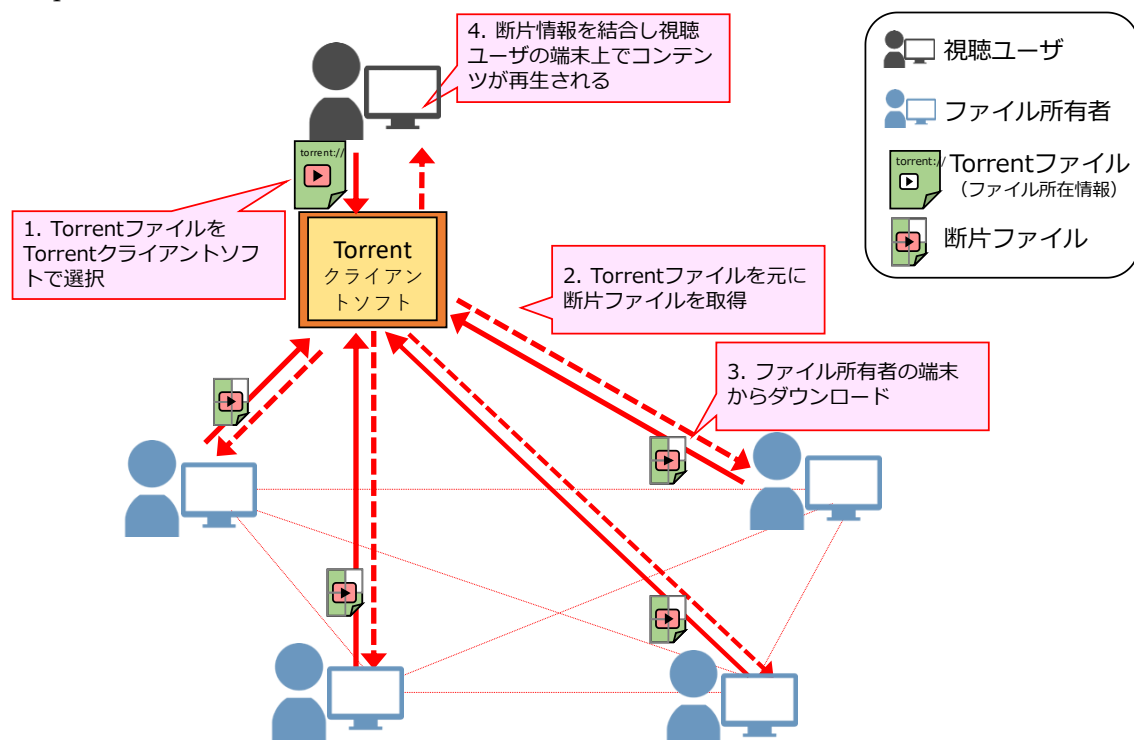 4. 断片情報を結合し視聴
ユーザの端末上でコンテン
ツが再生される
視聴ユーザ
ファイル所有者
torrent://
Torrentファイル
（ファイル所在情報）
断片ファイル
torrent://
1. Torrentファイルを
Torrentクライアントソフ
トで選択
Torrent
クライアン
トソフト
2. Torrentファイルを元に
断片ファイルを取得
3. ファイル所有者の端末
からダウンロード